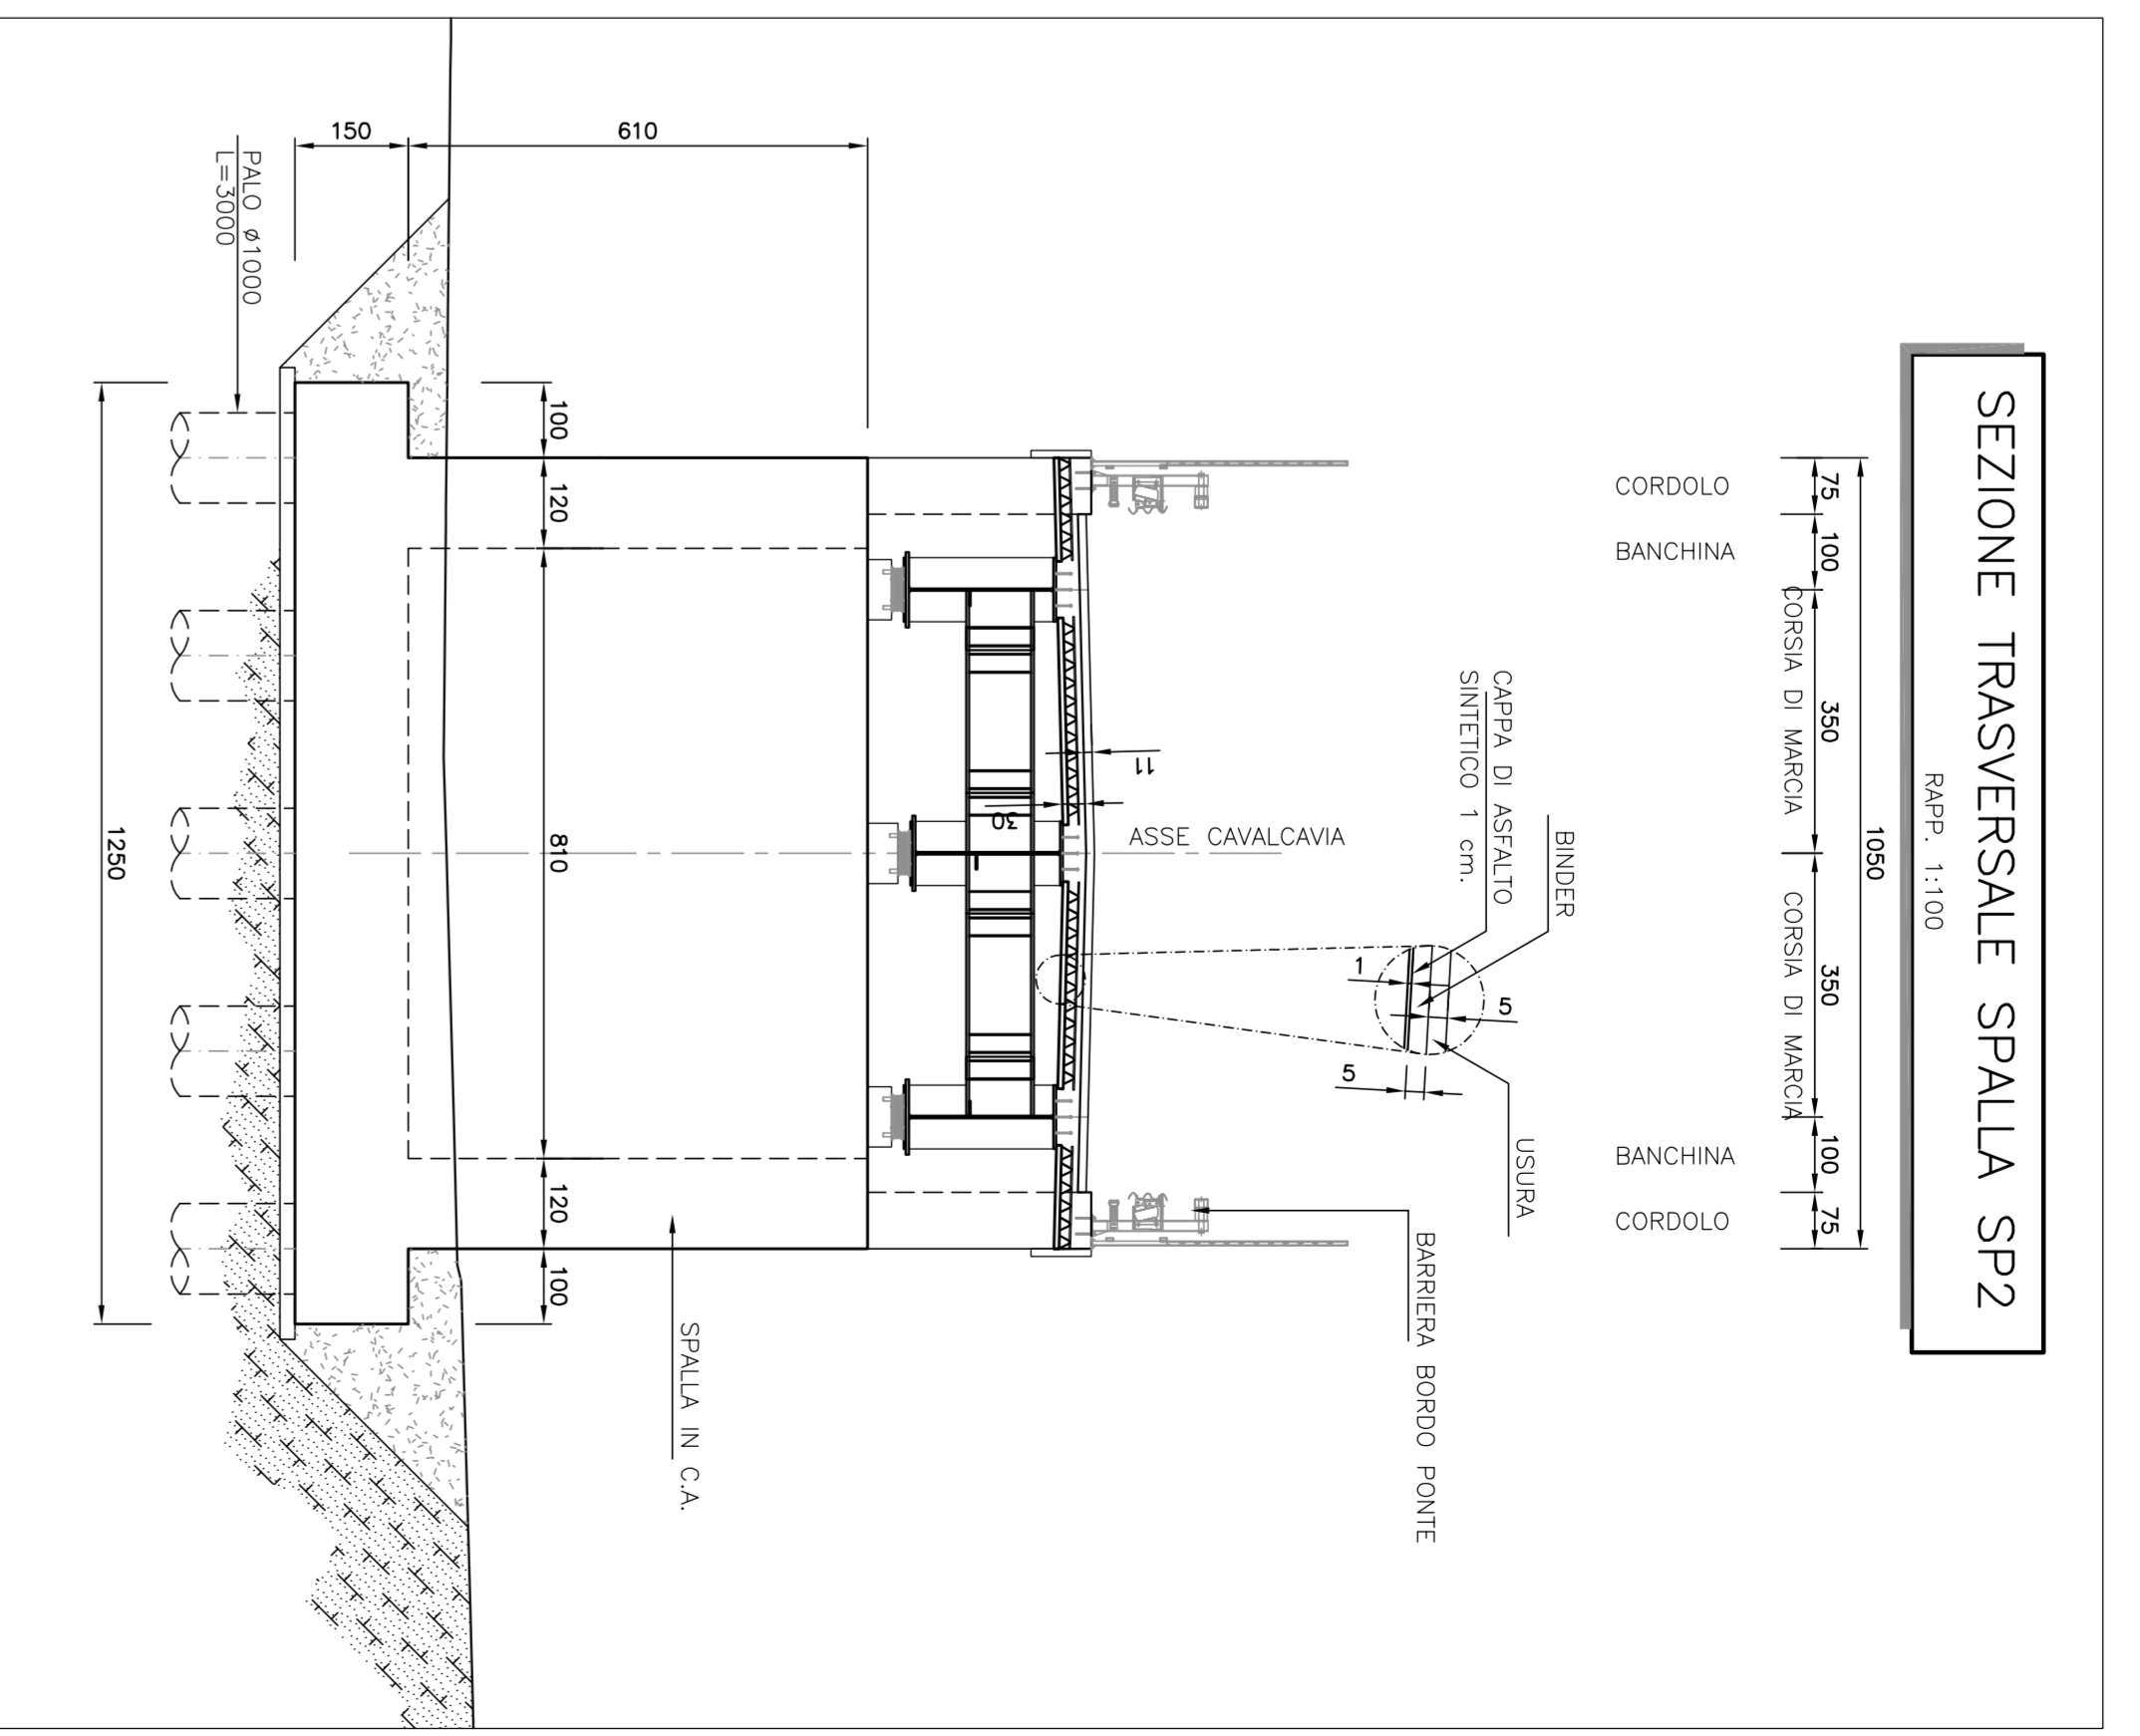 SEZIONE TRASVERSALE SPALLA SP2
RAPP. 1:100
1050
75
100
350
350
100
75
CORSIA DI MARCIA
CORSIA DI MARCIA
CORDOLO
BANCHINA
BANCHINA
CORDOLO
BINDER
CAPPA DI ASFALTO
SINTETICO 1 cm.
USURA
1
5
5
BARRIERA BORDO PONTE
ASSE CAVALCAVIA
11
30
SPALLA IN C.A.
610
150
100
120
810
120
100
PALO ø1000
L=3000
1250